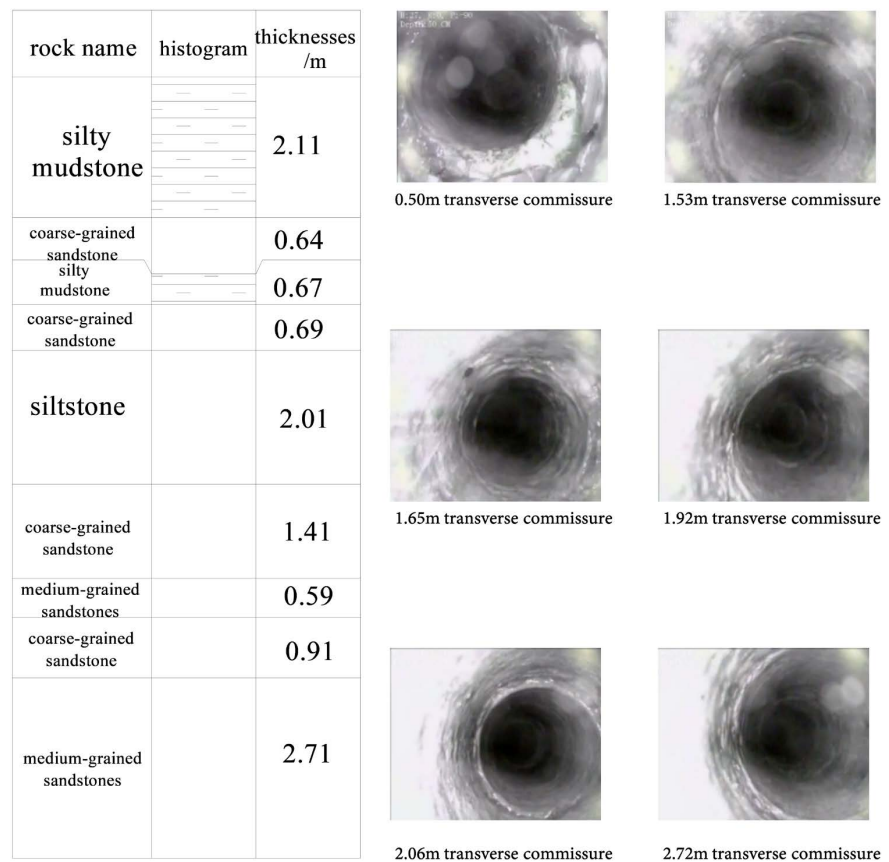 rock name
histogram
thicknesses
/m
silty
mudstone
2.11
coarse-grained
sandstone
0.64
silty
mudstone
0.67
coarse-grained
sandstone
0.69
siltstone
2.01
coarse-grained
sandstone
1.41
medium-grained
sandstones
0.59
coarse-grained
sandstone
0.91
medium-grained
sandstones
2.71
0.50m transverse commissure
1.53m transverse commissure
1.65m transverse commissure
1.92m transverse commissure
2.06m transverse commissure
2.72m transverse commissure